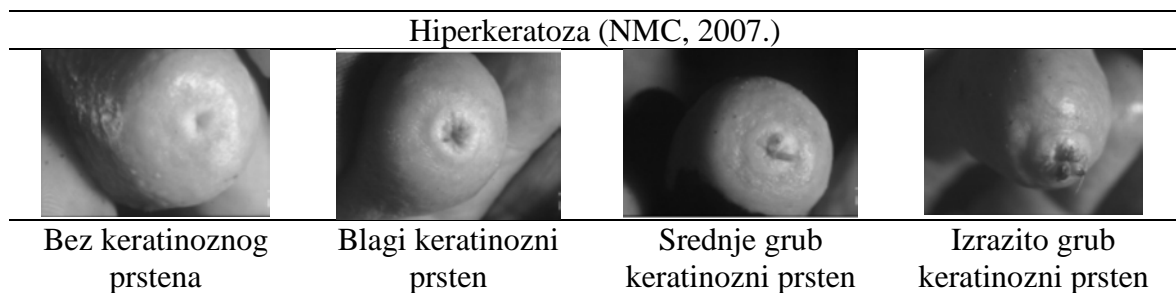 Hiperkeratoza (NMC, 2007.)
Bez keratinoznog
prstena
Blagi keratinozni
prsten
Srednje grub
keratinozni prsten
Izrazito grub
keratinozni prsten